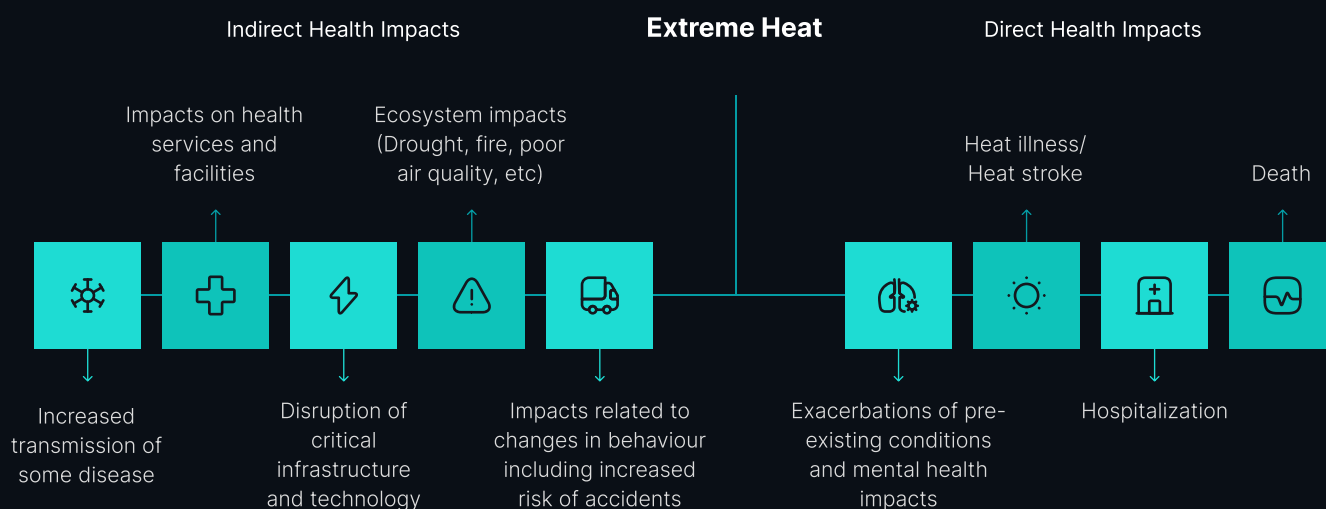 Indirect Health Impacts
Extreme Heat
Direct Health Impacts
Impacts on health
services and
facilities
Ecosystem impacts
(Drought, fire, poor
air quality, etc)
Heat illness/
Heat stroke
Death
Increased
transmission of
some disease
Disruption of
critical
infrastructure
and technology
Impacts related to
changes in behaviour
including increased
risk of accidents
Exacerbations of pre-
existing conditions
and mental health
impacts
Hospitalization